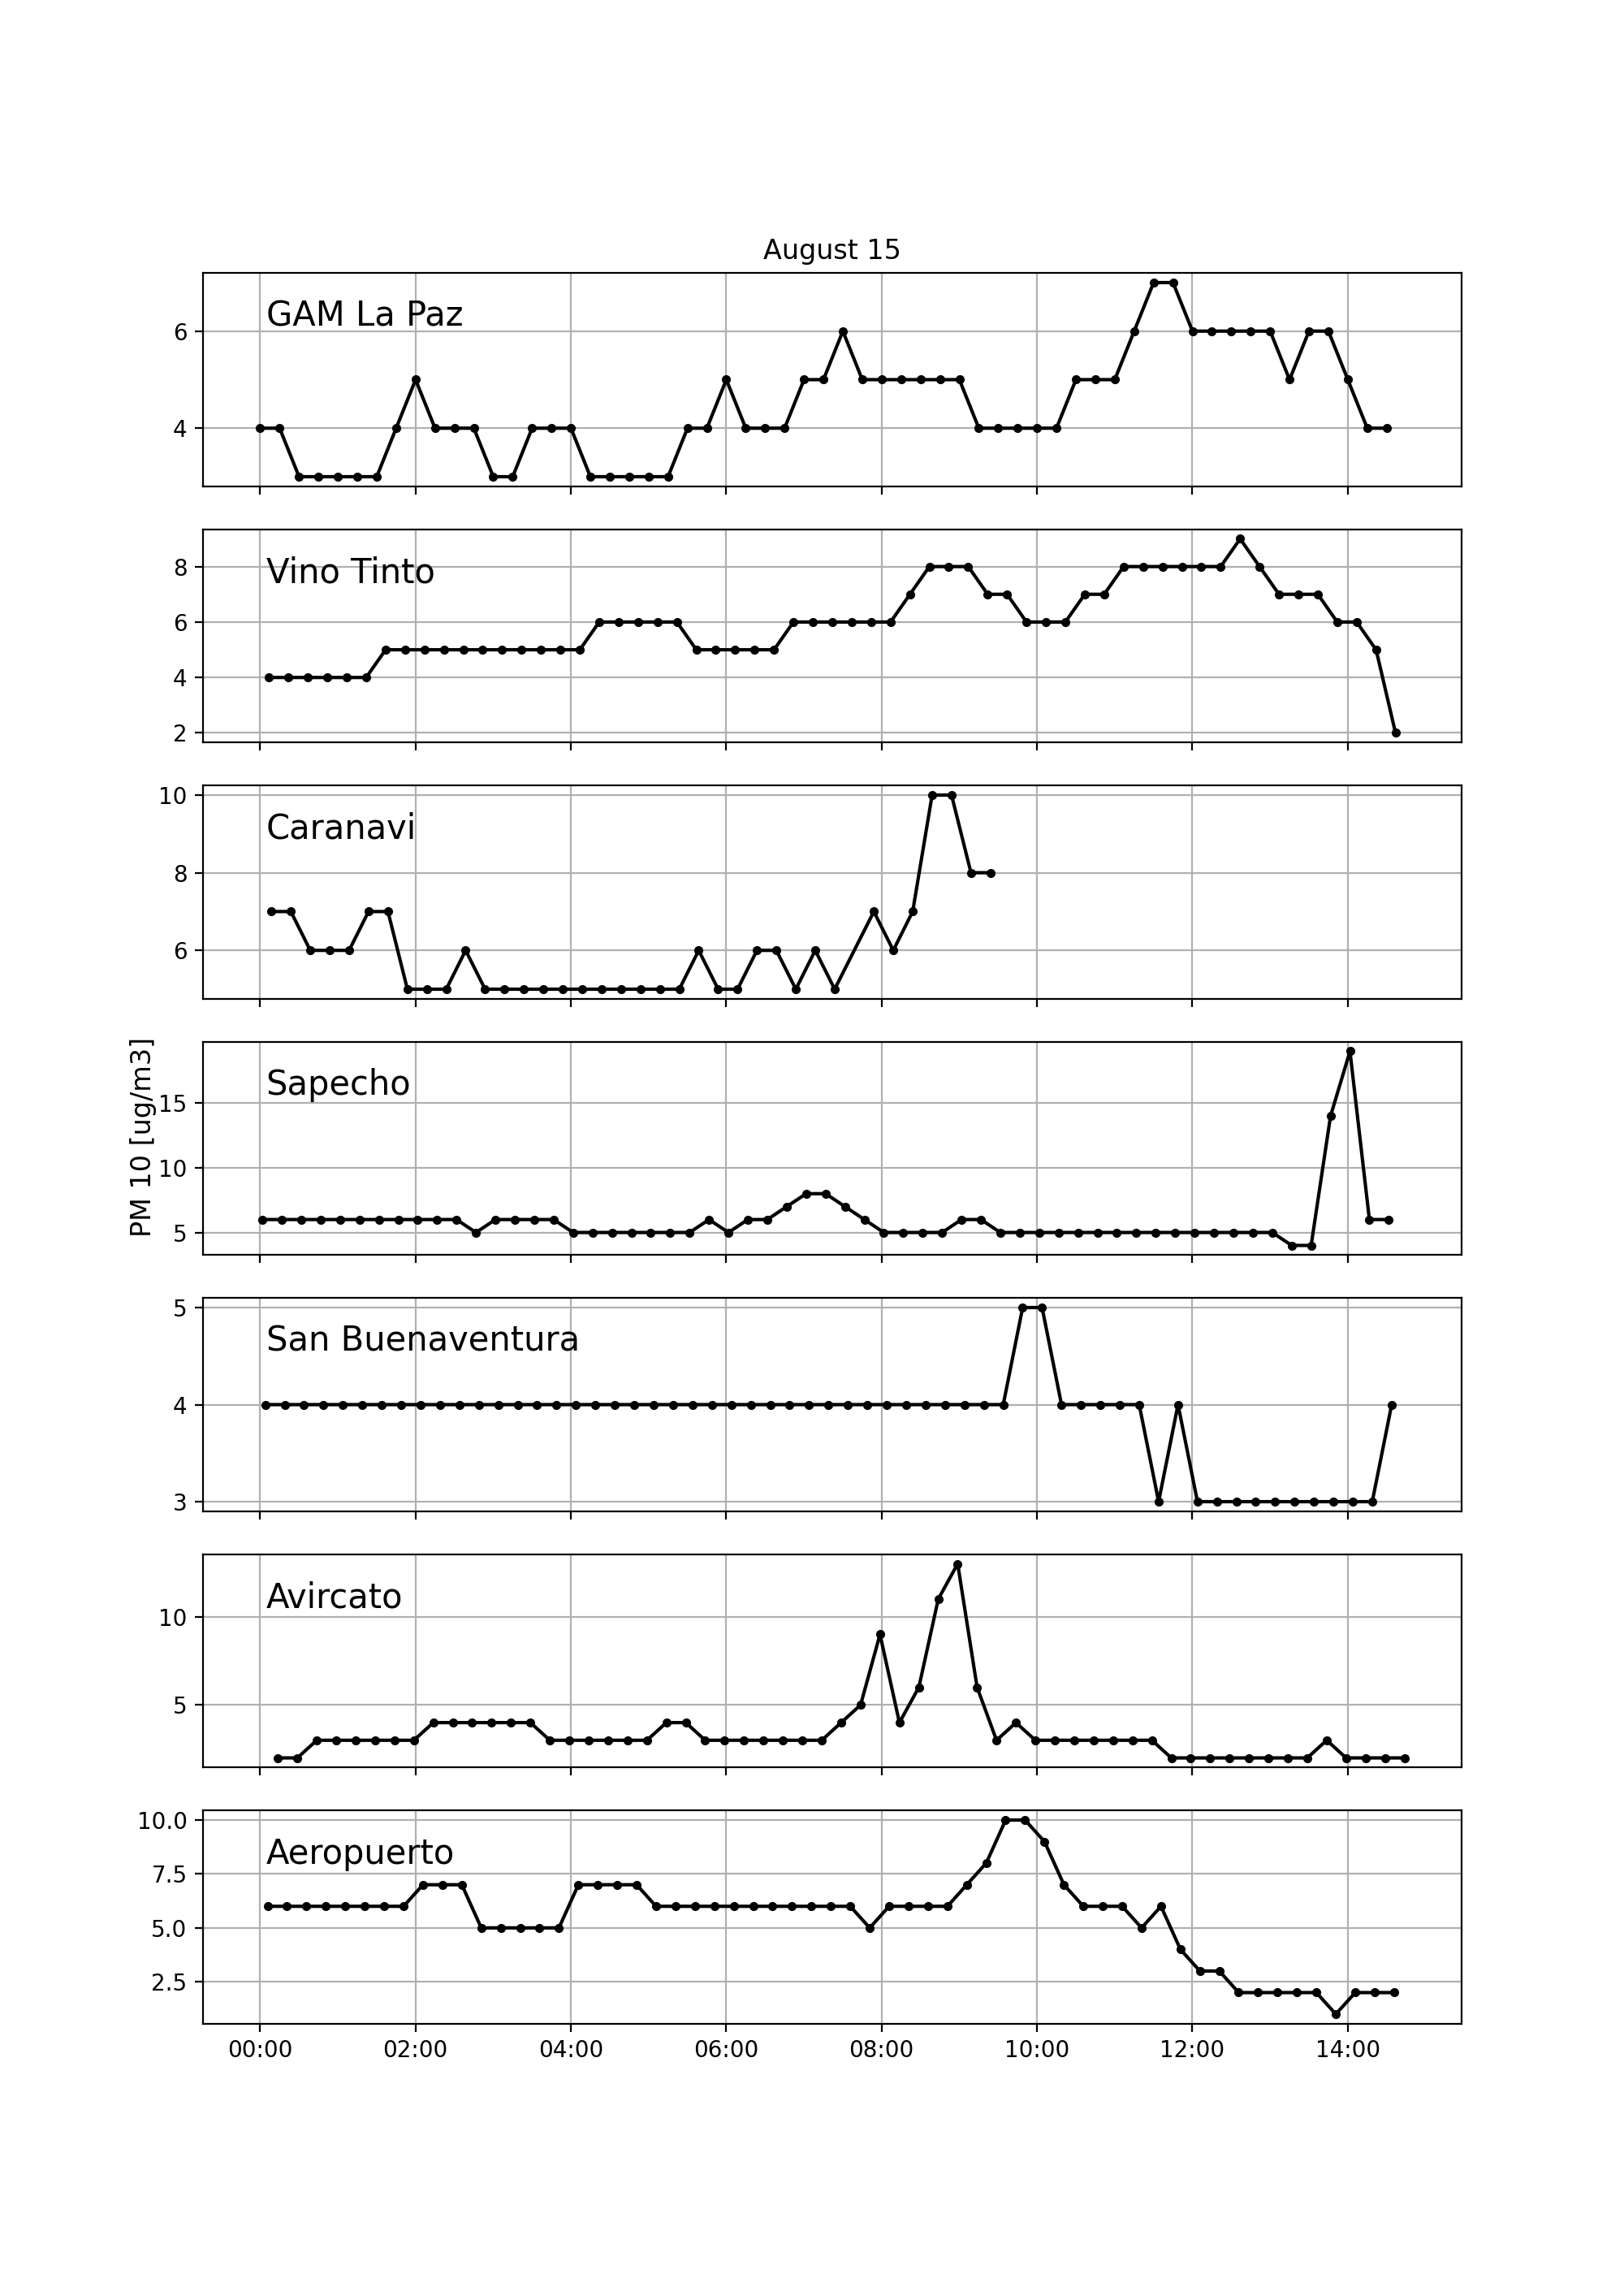 August 15
GAM La Paz
6
4
Vino Tinto
8
6
4
2
Caranavi
10
8
6
PM 10 [ug/m3]
Sapecho
15
10
5
San Buenaventura
5
4
3
Avircato
10
5
Aeropuerto
10.0
7.5
5.0
2.5
00:00 02:00 04:00 06:00 08:00 10:00 12:00 14:00